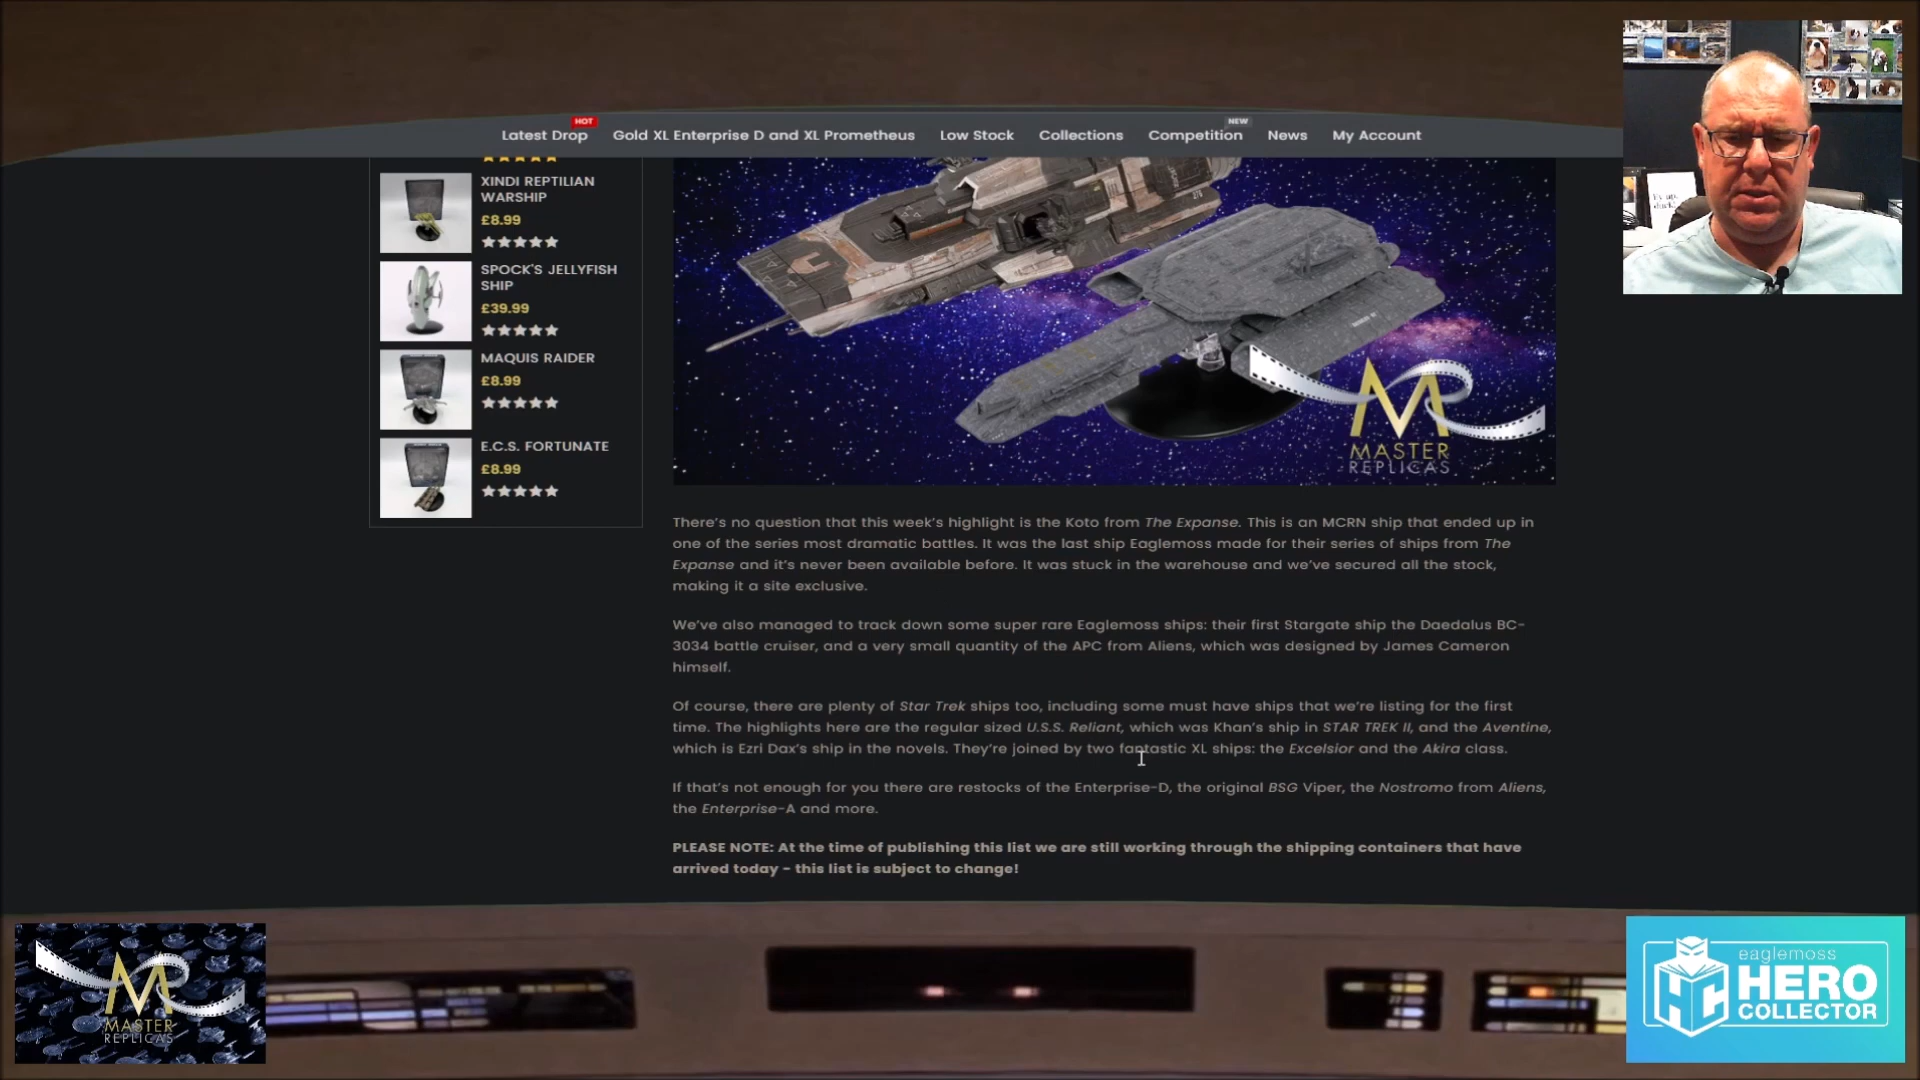 HOT
NEW
Latest Drop Gold XL Enterprise D and XL Prometheus Low Stock Collections Competition News My Account
XINDI REPTILIAN
WARSHIP
£8.99
SPOCK'S JELLYFISH
SHIP
£39.99
MAQUIS RAIDER
£8.99
E.C.S. FORTUNATE
£8.99
MASTER
REPLICAS
There's no question that this week's highlight is the Koto from The Expanse. This is an MCRN ship that ended up in
one of the series most dramatic battles. It was the last ship Eaglemoss made for their series of ships from The
Expanse and it's never been available before. It was stuck in the warehouse and we've secured all the stock,
making it a site exclusive.
We've also managed to track down some super rare Eaglemoss ships: their first Stargate ship the Daedalus BC-
3034 battle cruiser, and a very small quantity of the APC from Aliens, which was designed by James Cameron
himself.
Of course, there are plenty of Star Trek ships too, including some must have ships that we're listing for the first
time. The highlights here are the regular sized U.S.S. Reliant, which was Khan's ship in STAR TREK II, and the Aventine,
which is Ezri Dax's ship in the novels. They're joined by two fantastic XL ships: the Excelsior and the Akira class.
If that's not enough for you there are restocks of the Enterprise-D, the original BSG Viper, the Nostromo from Aliens,
the Enterprise-A and more.
PLEASE NOTE: At the time of publishing this list we are still working through the shipping containers that have
arrived today - this list is subject to change!
MASTER
REPLICAS
eaglemoss
HERO
COLLECTOR